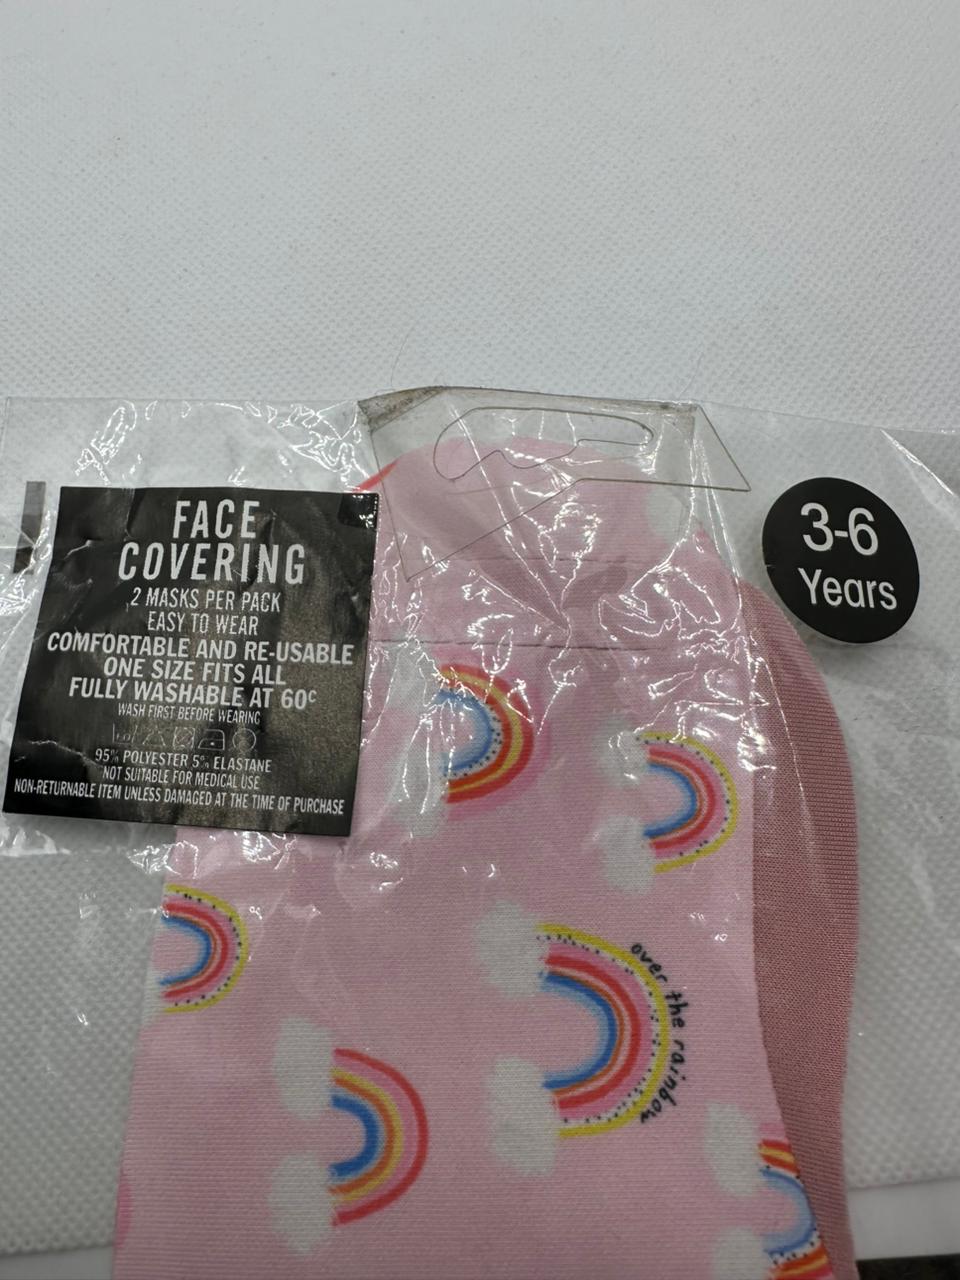 FACE
COVERING
2 MASKS PER PACK
EASY TO WEAR
COMFORTABLE AND RE-USABLE
ONE SIZE FITS ALL
FULLY WASHABLE AT 60c
WASH FIRST BEFORE WEARING
95% POLYESTER 5% ELASTANE
NOT SUITABLE FOR MEDICAL USE
NON-RETURNABLE ITEM UNLESS DAMAGED AT THE TIME OF PURCHASE
3-6
Years
over the rainbow